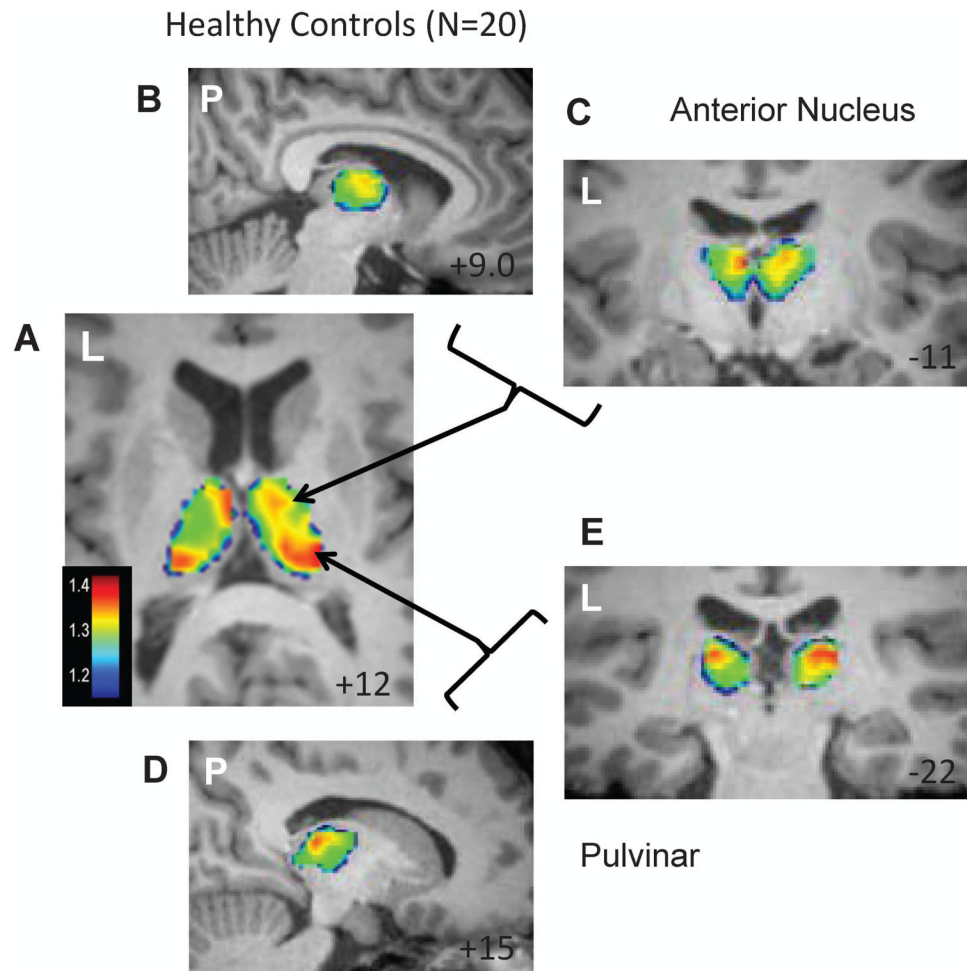 Healthy Controls (N=20)
B
P
+9.0
C
Anterior Nucleus
L
-11
A
L
1.4
1.3
1.2
+12
E
L
-22
D
P
+15
Pulvinar